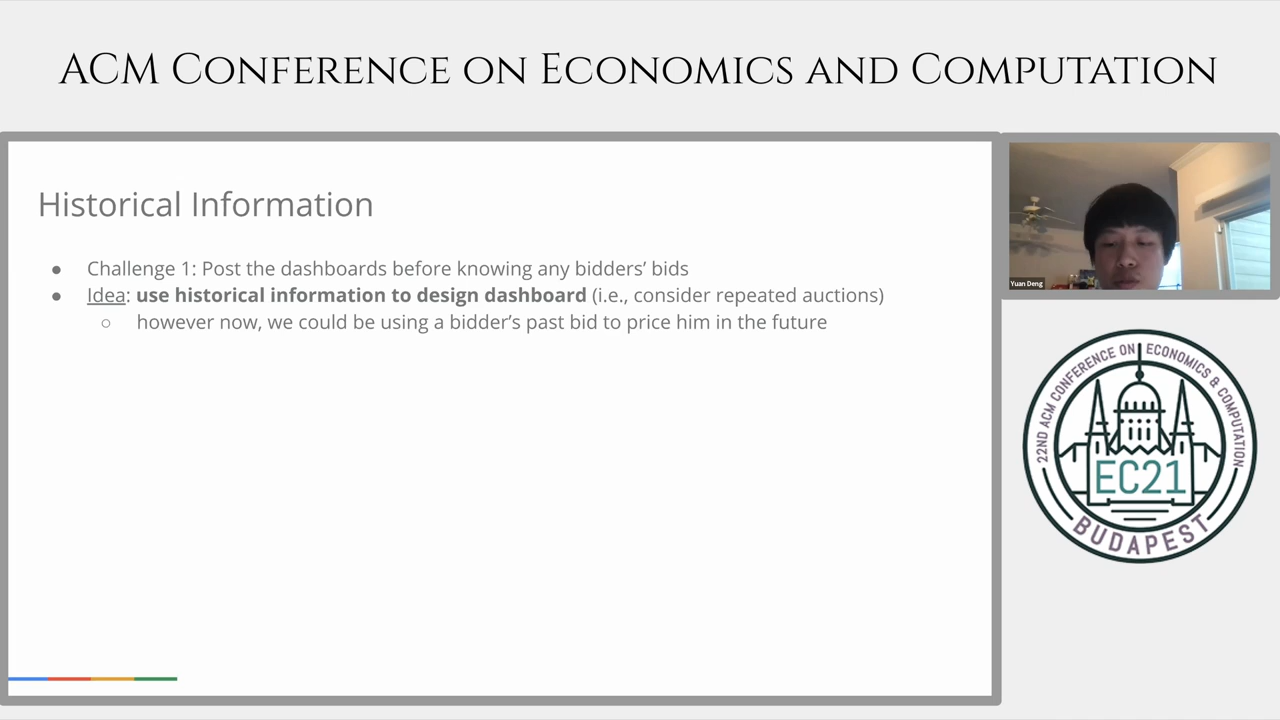 ACM Conference on Economics and Computation
Historical Information
● Challenge 1: Post the dashboards before knowing any bidders’ bids
● Idea: use historical information to design dashboard (i.e., consider repeated auctions)
○ however now, we could be using a bidder’s past bid to price him in the future
Yuan Deng
22ND ACM CONFERENCE ON ECONOMICS & COMPUTATION
EC21
BUDAPEST